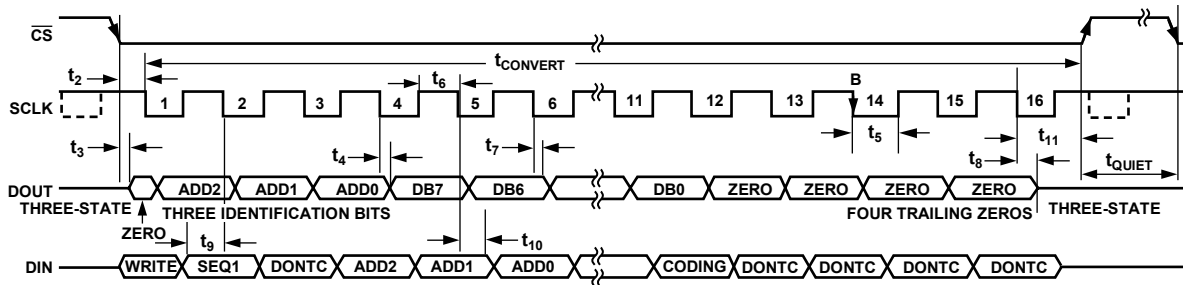 CS
t2
tCONVERT
t6
B
SCLK
1 2 3 4 5 6 11 12 13 14 15 16
t3
t4
t7
t5
t8
t11
tQUIET
DOUT
ADD2 ADD1 ADD0 DB7 DB6 DB0 ZERO ZERO ZERO ZERO
THREE-STATE
THREE IDENTIFICATION BITS
FOUR TRAILING ZEROS
THREE-STATE
ZERO
t9
t10
DIN
WRITE SEQ1 DONTC ADD2 ADD1 ADD0 CODING DONTC DONTC DONTC DONTC